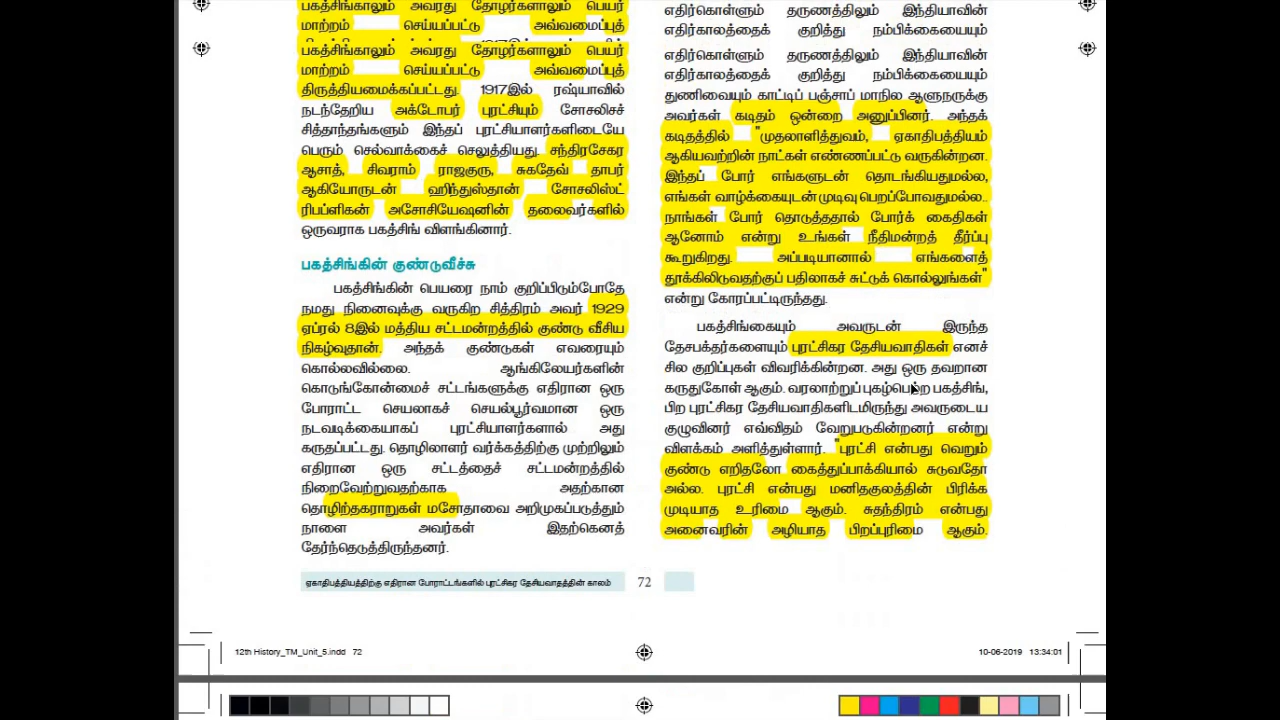 பகத்சிங்காலும் அவரது தோழர்களாலும் பெயர்
மாற்றம் செய்யப்பட்டு அவ்வமைப்புத்
பகத்சிங்காலும் அவரது தோழர்களாலும் பெயர்
மாற்றம் செய்யப்பட்டு அவ்வமைப்புத்
திருத்தியமைக்கப்பட்டது. 1917இல் ரஷ்யாவில்
நடந்தேறிய அக்டோபர் புரட்சியும் சோசலிசச்
சித்தாந்தங்களும் இந்தப் புரட்சியாளர்களிடையே
பெரும் செல்வாக்கைச் செலுத்தியது. சந்திரசேகர
ஆசாத், சிவராம் ராஜகுரு, சுகதேவ் தாபர்
ஆகியோருடன் ஹிந்துஸ்தான் சோசலிஸ்ட்
ரிபப்ளிகன் அசோசியேஷனின் தலைவர்களில்
ஒருவராக பகத்சிங் விளங்கினார்.
பகத்சிங்கின் குண்டுவீச்சு
பகத்சிங்கின் பெயரை நாம் குறிப்பிடும்போதே
நமது நினைவுக்கு வருகிற சித்திரம் அவர் 1929
ஏப்ரல் 8இல் மத்திய சட்டமன்றத்தில் குண்டு வீசிய
நிகழ்வுதான். அந்தக் குண்டுகள் எவரையும்
கொல்லவில்லை. ஆங்கிலேயர்களின்
கொடுங்கோன்மைச் சட்டங்களுக்கு எதிரான ஒரு
போராட்ட செயலாகச் செயல்பூர்வமான ஒரு
நடவடிக்கையாகப் புரட்சியாளர்களால் அது
கருதப்பட்டது. தொழிலாளர் வர்க்கத்திற்கு முற்றிலும்
எதிரான ஒரு சட்டத்தைச் சட்டமன்றத்தில்
நிறைவேற்றுவதற்காக அதற்கான
தொழிற்தகராறுகள் மசோதாவை அறிமுகப்படுத்தும்
நாளை அவர்கள் இதற்கெனத்
தேர்ந்தெடுத்திருந்தனர்.
எதிர்கொள்ளும் தருணத்திலும் இந்தியாவின்
எதிர்காலத்தைக் குறித்து நம்பிக்கையையும்
எதிர்கொள்ளும் தருணத்திலும் இந்தியாவின்
எதிர்காலத்தைக் குறித்து நம்பிக்கையையும்
துணிவையும் காட்டிப் பஞ்சாப் மாநில ஆளுநருக்கு
அவர்கள் கடிதம் ஒன்றை அனுப்பினர். அந்தக்
கடிதத்தில் "முதலாளித்துவம், ஏகாதிபத்தியம்
ஆகியவற்றின் நாட்கள் எண்ணப்பட்டு வருகின்றன.
இந்தப் போர் எங்களுடன் தொடங்கியதுமல்ல,
எங்கள் வாழ்க்கையுடன் முடிவு பெறப்போவதுமல்ல..
நாங்கள் போர் தொடுத்ததால் போர்க் கைதிகள்
ஆனோம் என்று உங்கள் நீதிமன்றத் தீர்ப்பு
கூறுகிறது. அப்படியானால் எங்களைத்
தூக்கிலிடுவதற்குப் பதிலாகச் சுட்டுக் கொல்லுங்கள்"
என்று கோரப்பட்டிருந்தது.
பகத்சிங்கையும் அவருடன் இருந்த
தேசபக்தர்களையும் புரட்சிகர தேசியவாதிகள் எனச்
சில குறிப்புகள் விவரிக்கின்றன. அது ஒரு தவறான
கருதுகோள் ஆகும். வரலாற்றுப் புகழ்பெற்ற பகத்சிங்,
பிற புரட்சிகர தேசியவாதிகளிடமிருந்து அவருடைய
குழுவினர் எவ்விதம் வேறுபடுகின்றனர் என்று
விளக்கம் அளித்துள்ளார். "புரட்சி என்பது வெறும்
குண்டு எறிதலோ கைத்துப்பாக்கியால் சுடுவதோ
அல்ல. புரட்சி என்பது மனிதகுலத்தின் பிரிக்க
முடியாத உரிமை ஆகும். சுதந்திரம் என்பது
அனைவரின் அழியாத பிறப்புரிமை ஆகும்.
ஏகாதிபத்தியத்திற்கு எதிரான போராட்டங்களில் புரட்சிகர தேசியவாதத்தின் காலம் 72
12th History_TM_Unit_5.indd 72 10-06-2019 13:34:01